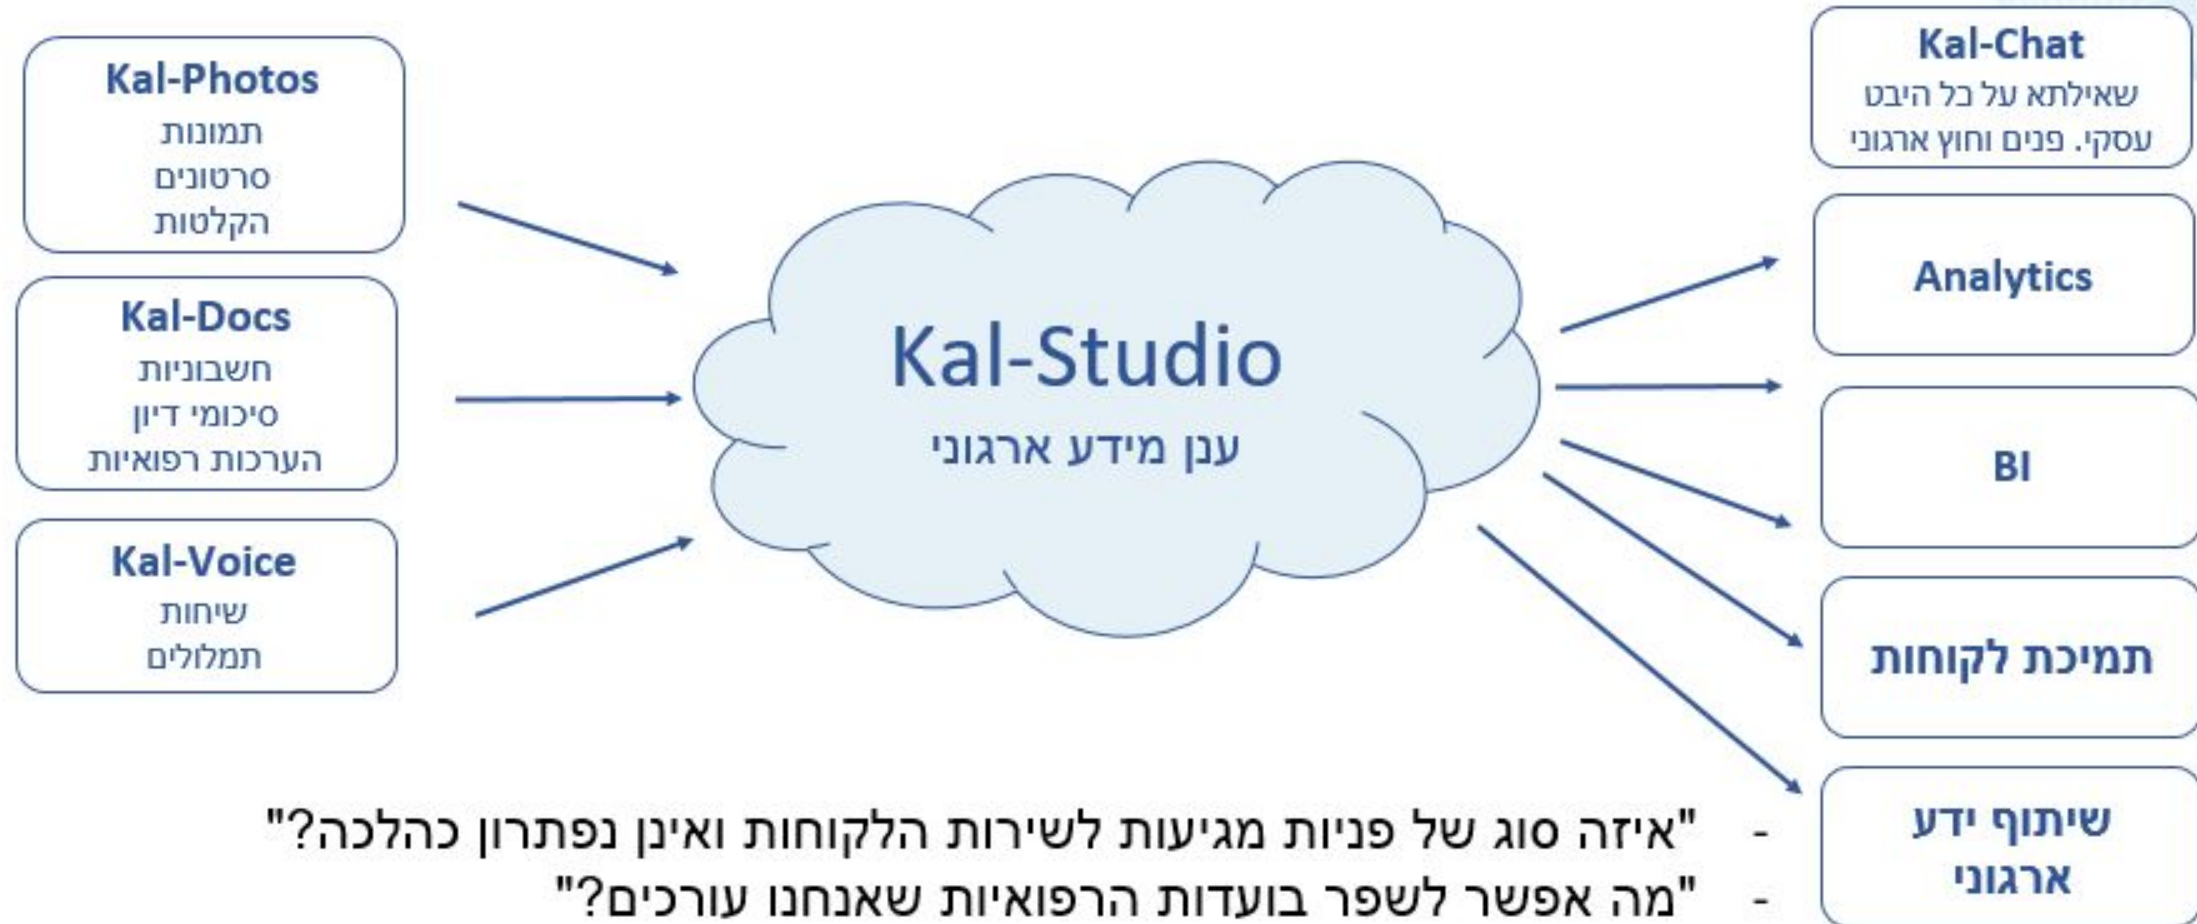 Kal-Photos
תמונות
סרטונים
הקלטות
Kal-Docs
חשבוניות
סיכומי דיון
הערכות רפואיות
Kal-Voice
שיחות
תמלולים
Kal-Studio
ענן מידע ארגוני
Kal-Chat
שאילתא על כל היבט
עסקי. פנים וחוץ ארגוני
Analytics
BI
תמיכת לקוחות
שיתוף ידע
ארגוני
- "איזה סוג של פניות מגיעות לשירות הלקוחות ואינן נפתרון כהלכה?"
- "מה אפשר לשפר בועדות הרפואיות שאנחנו עורכים?"